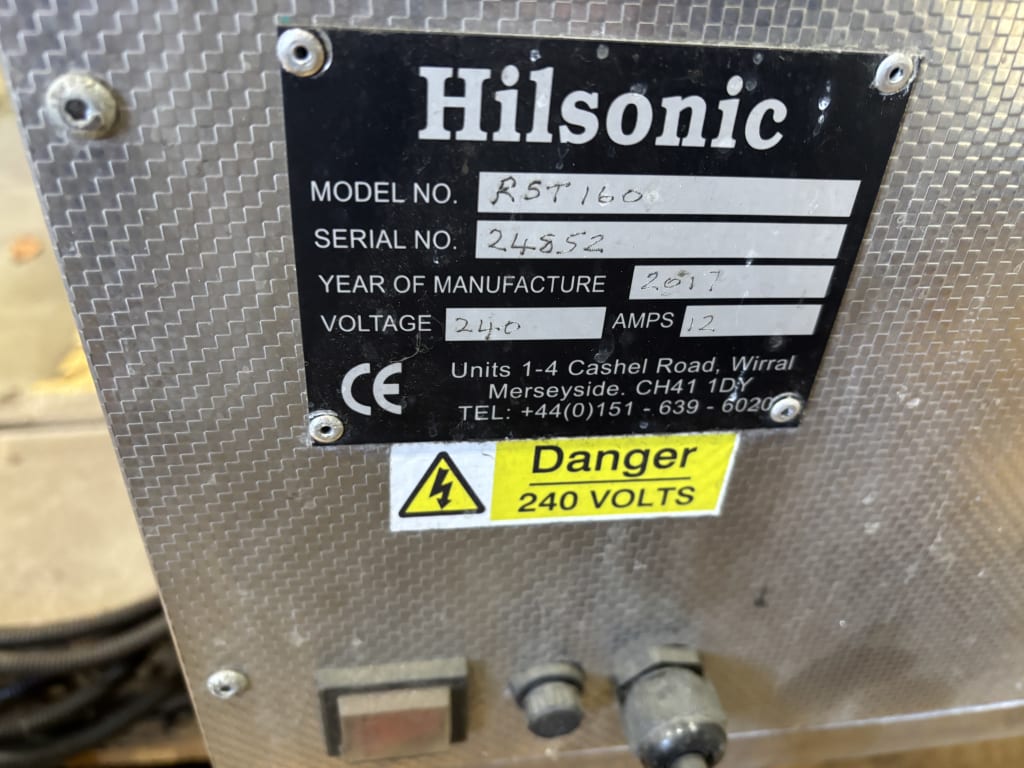 Hilsonic
MODEL NO. RST160
SERIAL NO. 24852
YEAR OF MANUFACTURE 2017
VOLTAGE 240 AMPS 12
CE Units 1-4 Cashel Road, Wirral
Merseyside. CH41 1DY
TEL: +44(0)151 - 639 - 6020
Danger
240 VOLTS